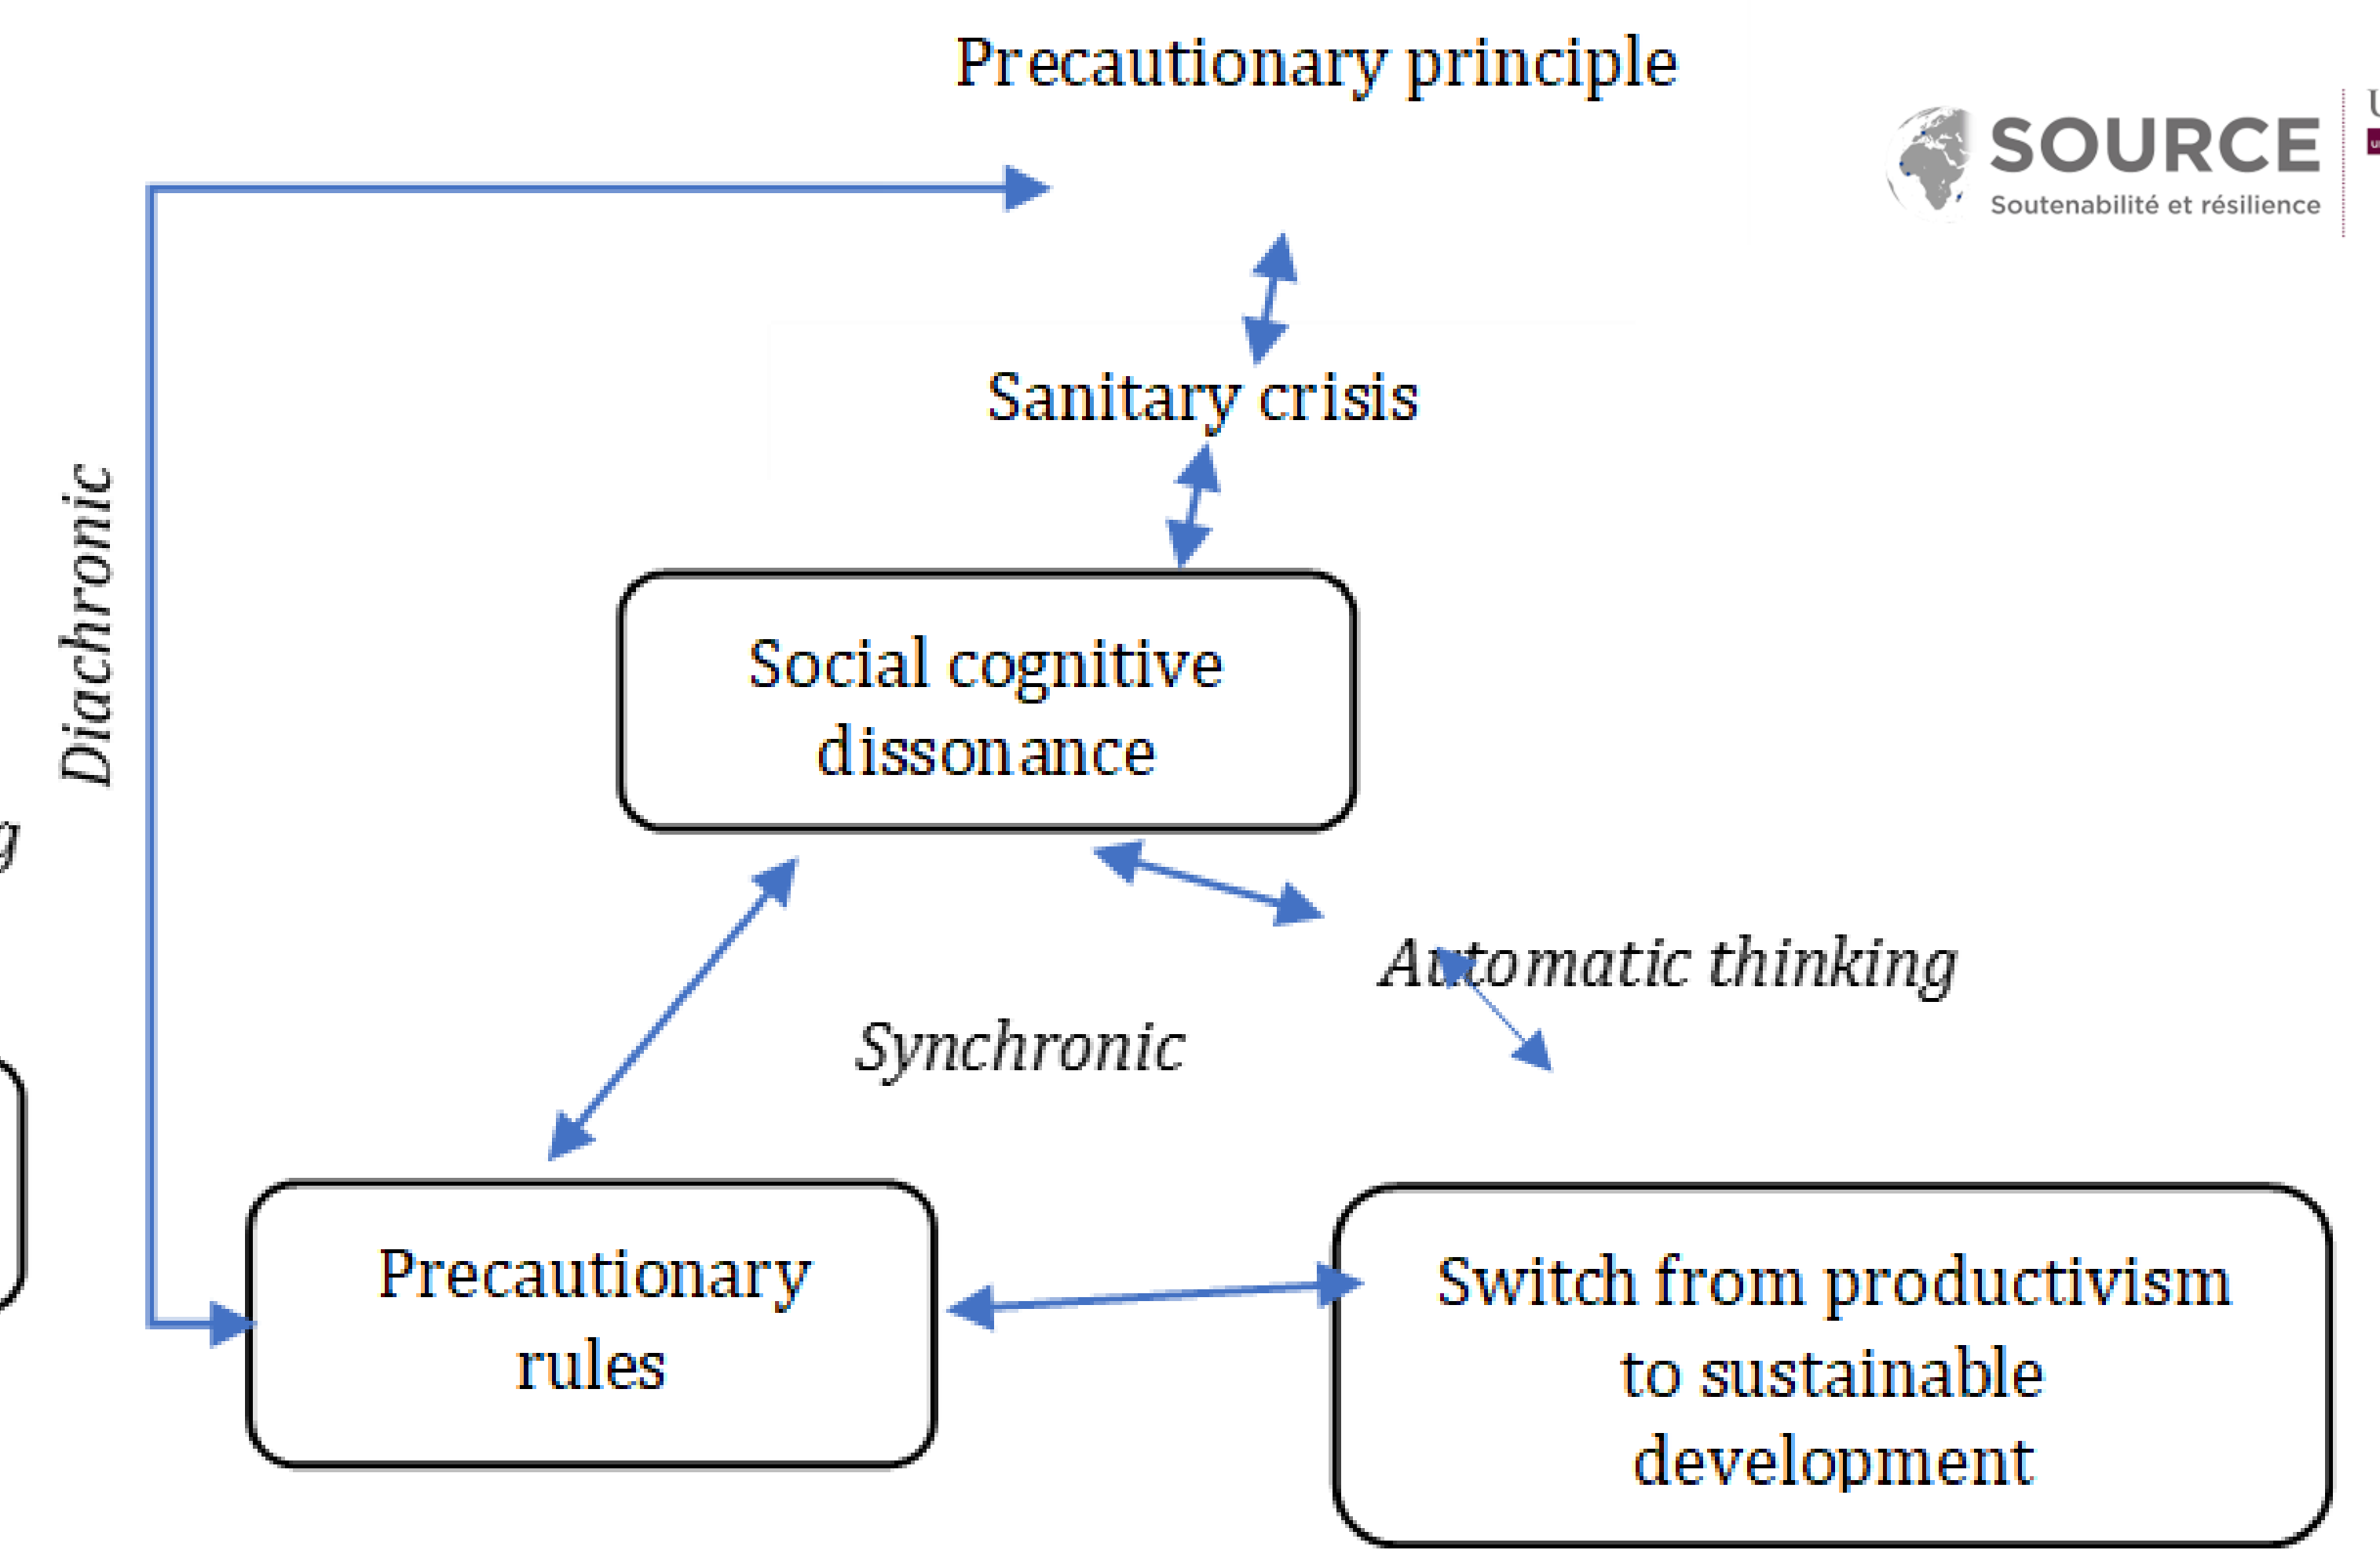 Precautionary principle
SOURCE
Soutenabilité et résilience
Sanitary crisis
Diachronic
Social cognitive
dissonance
Automatic thinking
Synchronic
Precautionary
rules
Switch from productivism
to sustainable
development